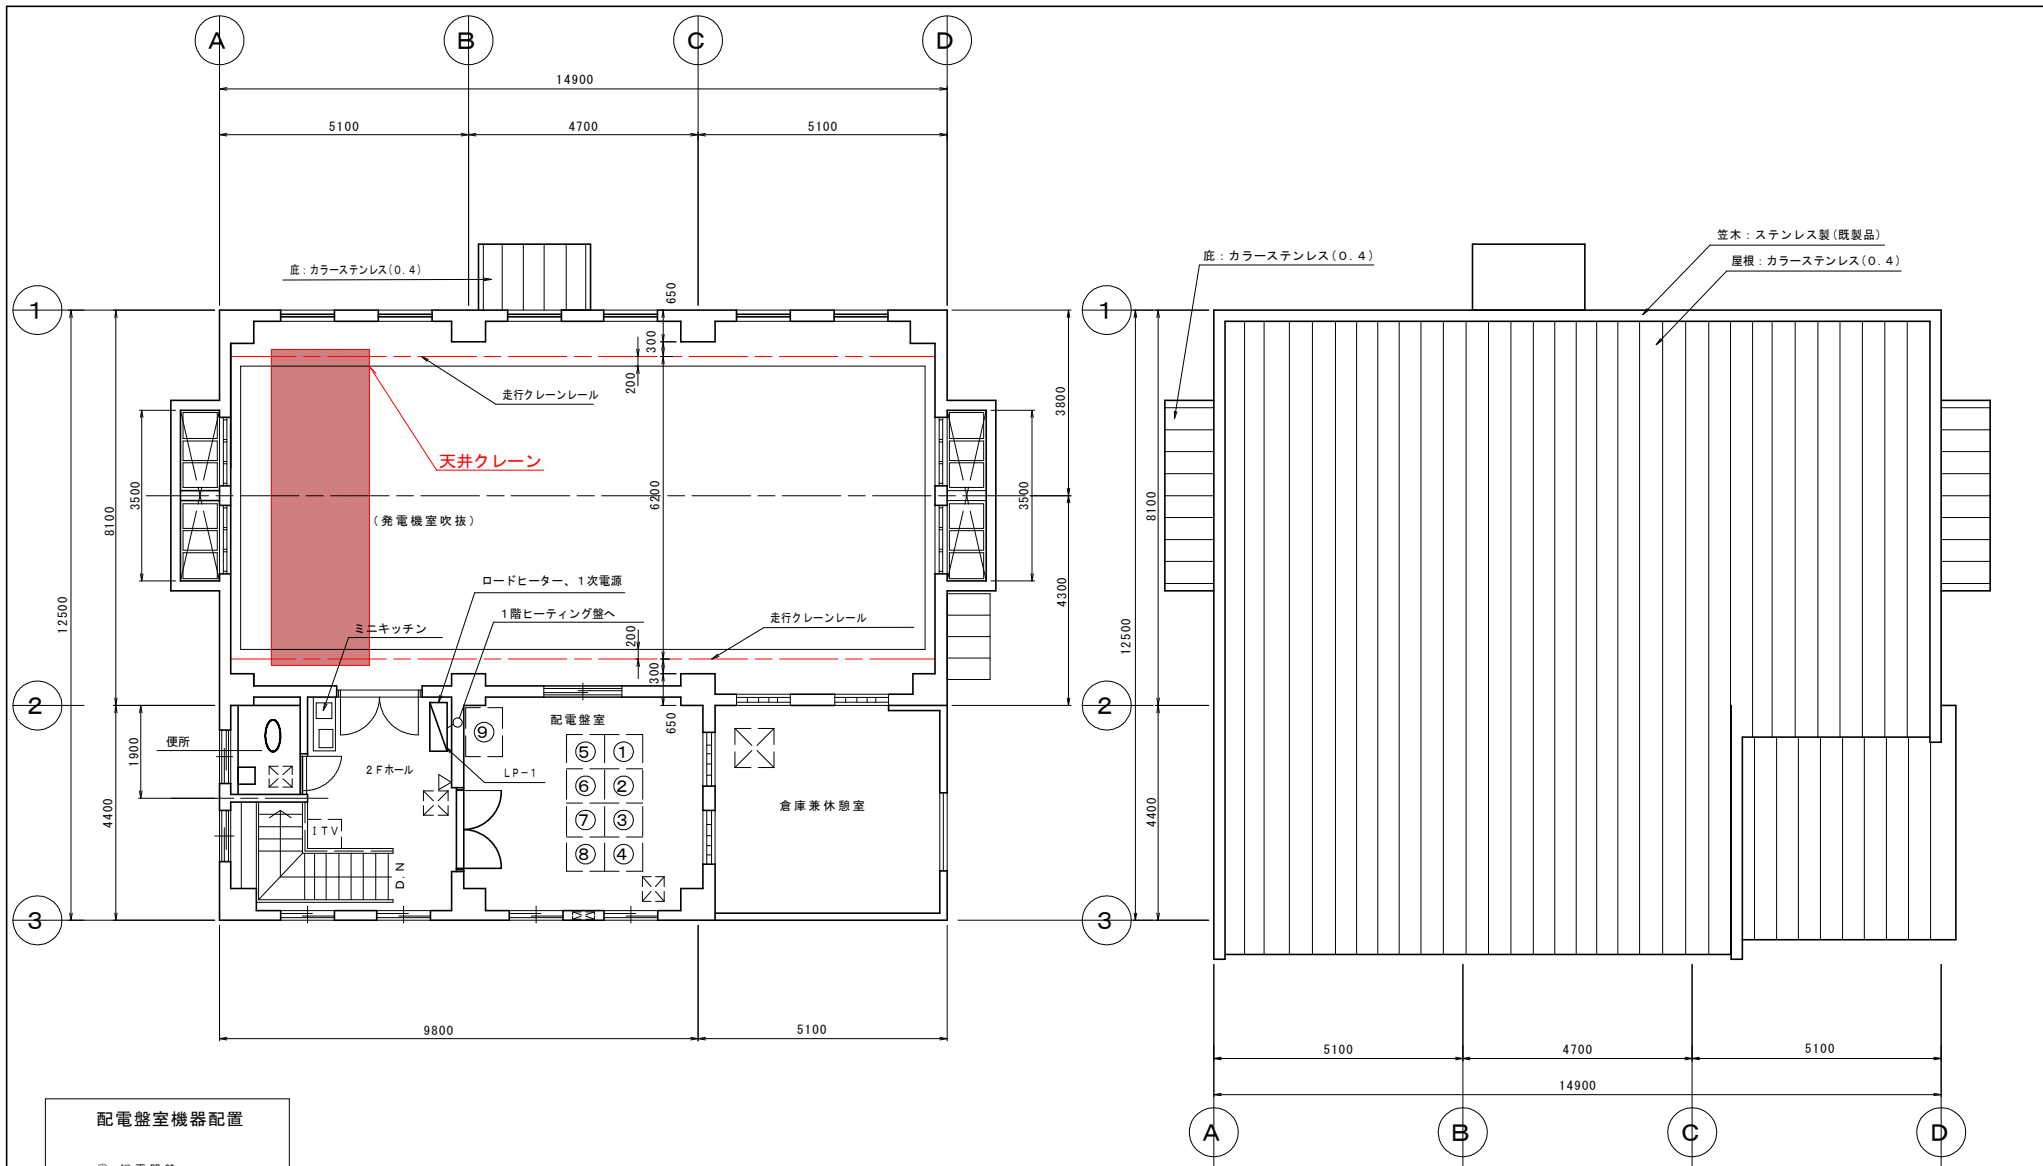 A B C D
14900
5100 4700 5100
庇：カラーステンレス(0.4)
1
650
300
200
走行クレーンレール
天井クレーン
3500
8100
12500
(発電機室吹抜)
6200
3500
3800
4300
ロードヒーター、1次電源
1階ヒーティング盤へ
ミニキッチン
走行クレーンレール
200
300
650
2
便所
1900
4400
2Fホール
LP-1
ITV
D.N
配電盤室
⑨
⑤ ①
⑥ ②
⑦ ③
⑧ ④
倉庫兼休憩室
3
9800 5100
配電盤室機器配置
笠木：ステンレス製(既製品)
庇：カラーステンレス(0.4)
屋根：カラーステンレス(0.4)
1
8100
12500
2
4400
3
5100 4700 5100
14900
A B C D